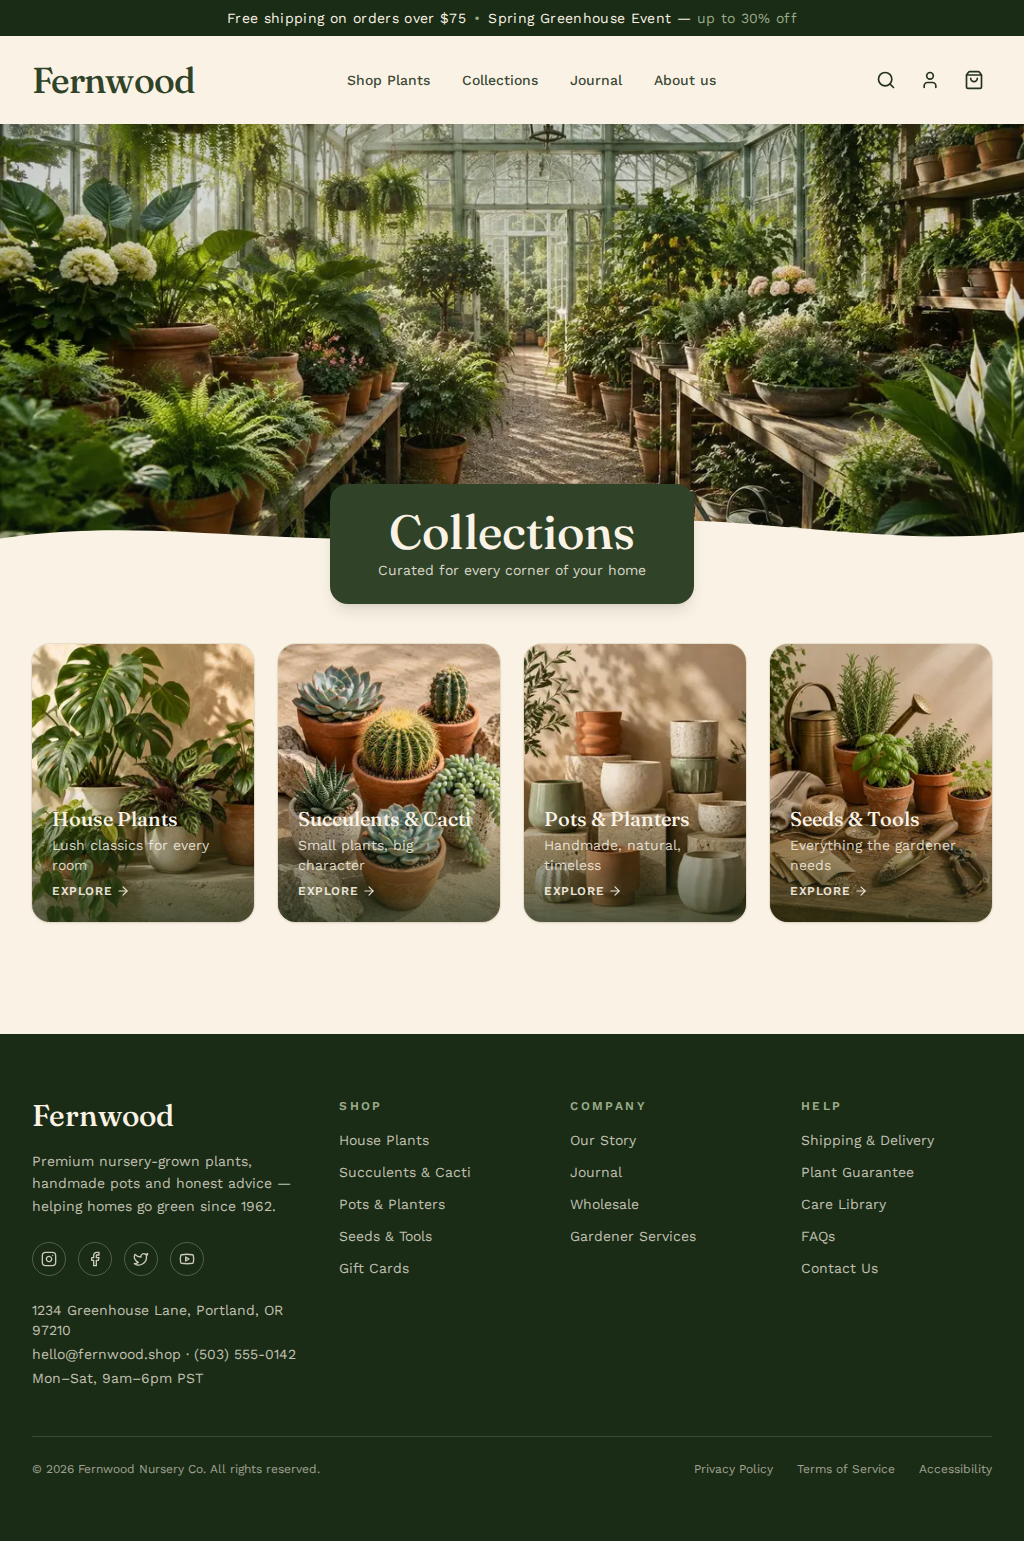 Free shipping on orders over $75 • Spring Greenhouse Event — up to 30% off
Fernwood
Shop Plants
Collections
Journal
About us
Collections
Curated for every corner of your home
House Plants
Lush classics for every
room
EXPLORE →
Succulents & Cacti
Small plants, big
character
EXPLORE →
Pots & Planters
Handmade, natural,
timeless
EXPLORE →
Seeds & Tools
Everything the gardener
needs
EXPLORE →
Fernwood
Premium nursery-grown plants,
handmade pots and honest advice —
helping homes go green since 1962.
1234 Greenhouse Lane, Portland, OR
97210
hello@fernwood.shop · (503) 555-0142
Mon–Sat, 9am–6pm PST
SHOP
House Plants
Succulents & Cacti
Pots & Planters
Seeds & Tools
Gift Cards
COMPANY
Our Story
Journal
Wholesale
Gardener Services
HELP
Shipping & Delivery
Plant Guarantee
Care Library
FAQs
Contact Us
© 2026 Fernwood Nursery Co. All rights reserved.
Privacy Policy
Terms of Service
Accessibility